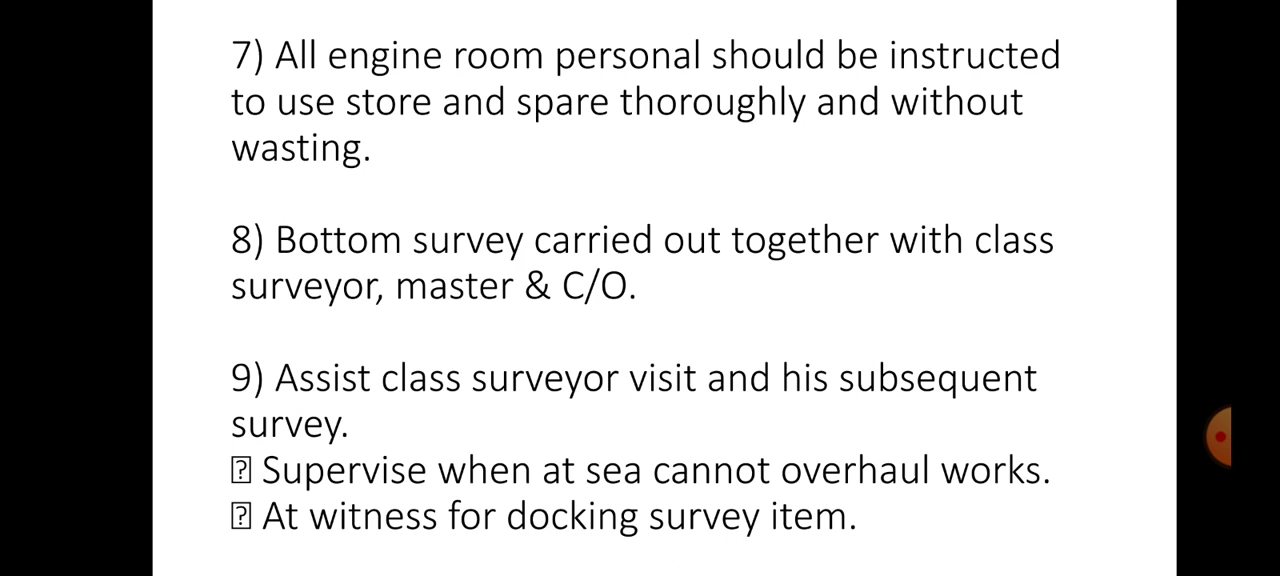 7) All engine room personal should be instructed
to use store and spare thoroughly and without
wasting.
8) Bottom survey carried out together with class
surveyor, master & C/O.
9) Assist class surveyor visit and his subsequent
survey.
⍰ Supervise when at sea cannot overhaul works.
⍰ At witness for docking survey item.